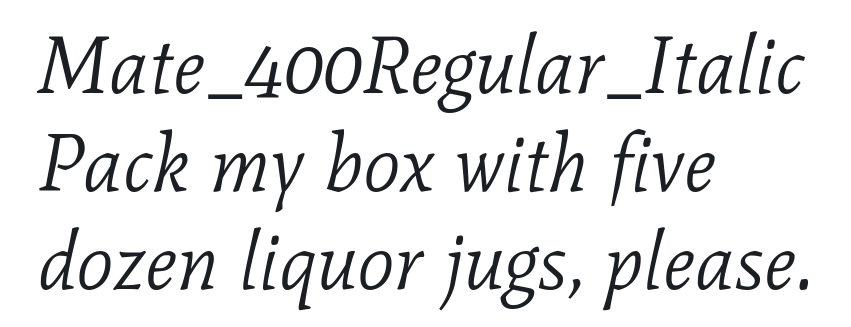 Mate_400Regular_Italic
Pack my box with five
dozen liquor jugs, please.